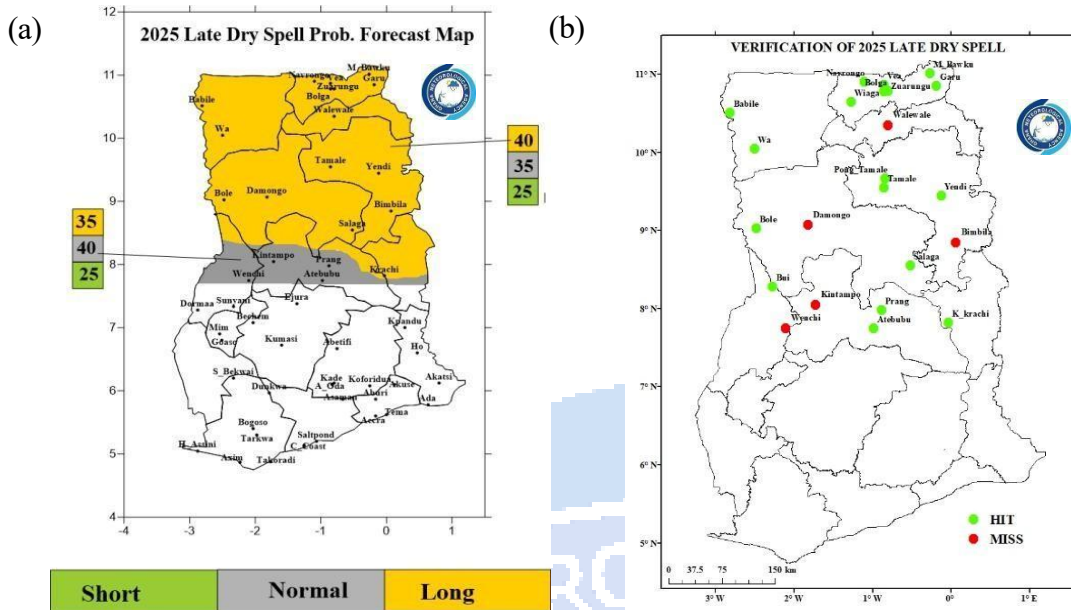 (a)
2025 Late Dry Spell Prob. Forecast Map
12
11
10
9
8
7
6
5
4
-4
-3
-2
-1
0
1
M_Bawku
Navrongo
Vea
Garu
Zuarungu
Bolga
Babile
Walewale
Wa
Tamale
Yendi
Bole
Damongo
Bimbila
Salaga
Kintampo
Prang
Krachi
Wenchi
Atebubu
Ejura
Dormaa
Sunyani
Bechem
Kpandu
Mim
Goaso
Kumasi
Abetifi
Ho
S_Bekwai
Kade
Koforidua
Akatsi
Dunkwa
A_Oda
Akuse
Asaman
Aburi
Ada
Bogoso
Tema
Accra
Tarkwa
Saltpond
H_Asuni
C_Coast
Axim
Takoradi
40
35
25
35
40
25
Short
Normal
Long
(b)
VERIFICATION OF 2025 LATE DRY SPELL
11°N
10°N
9°N
8°N
7°N
6°N
5°N
M_Bawku
Navrongo
Vea
Garu
Bolga
Zuarungu
Wiaga
Babile
Walewale
Wa
Pong_Tamale
Tamale
Yendi
Bole
Damongo
Bimbila
Salaga
Bui
Kintampo
Prang
K_krachi
Wenchi
Atebubu
HIT
MISS
0 37.5 75 150 km
3°W
2°W
1°W
0°
1°E